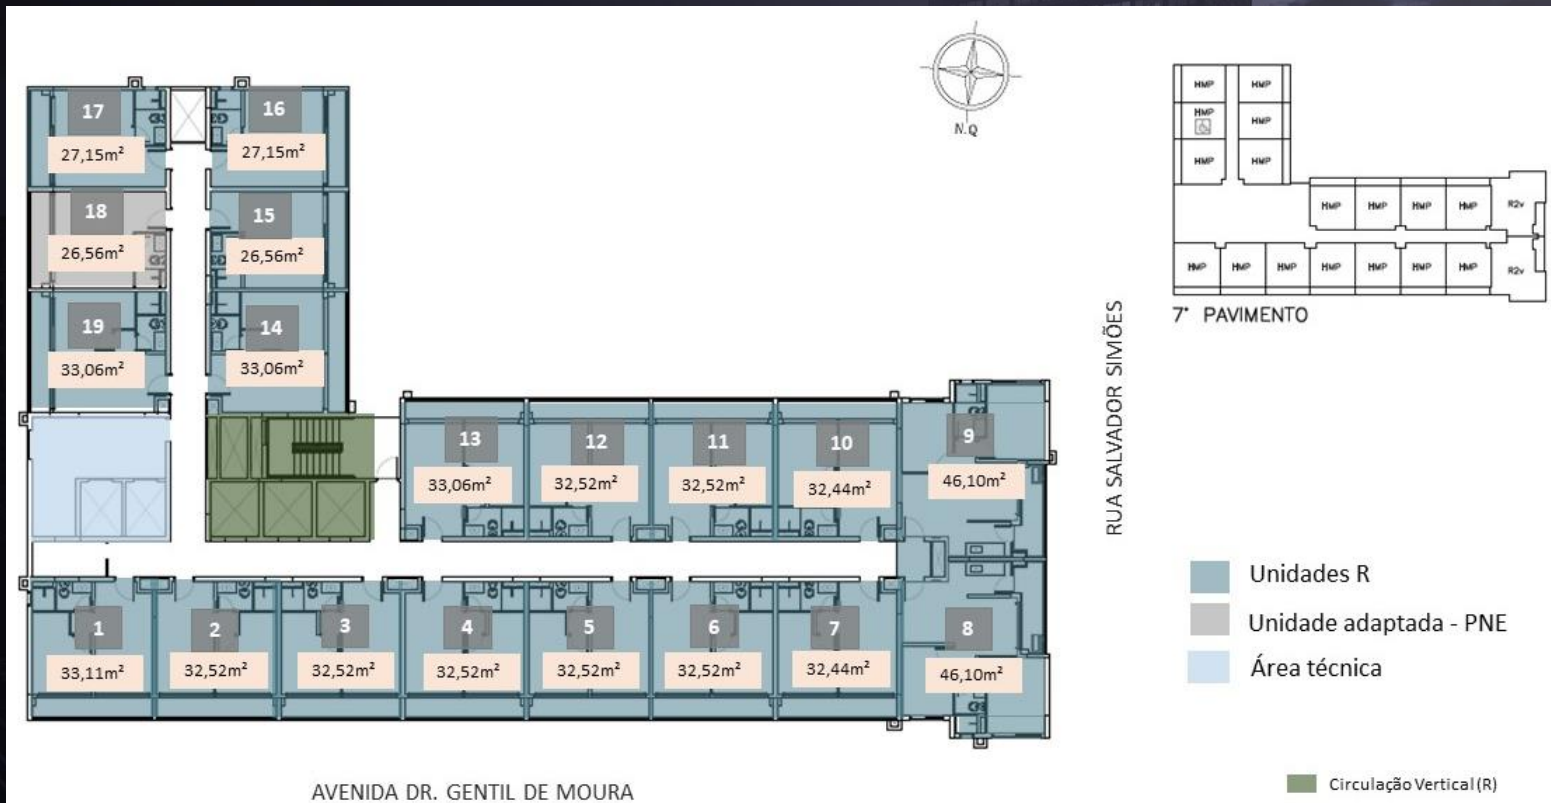 N.Q
17
27,15m²
16
27,15m²
18
26,56m²
15
26,56m²
19
33,06m²
14
33,06m²
13
33,06m²
12
32,52m²
11
32,52m²
10
32,44m²
9
46,10m²
1
33,11m²
2
32,52m²
3
32,52m²
4
32,52m²
5
32,52m²
6
32,52m²
7
32,44m²
8
46,10m²
AVENIDA DR. GENTIL DE MOURA
RUA SALVADOR SIMÕES
HMP HMP
HMP HMP
HMP HMP
HMP HMP HMP HMP R2v
HMP HMP HMP HMP HMP HMP HMP R2v
7° PAVIMENTO
Unidades R
Unidade adaptada - PNE
Área técnica
Circulação Vertical (R)